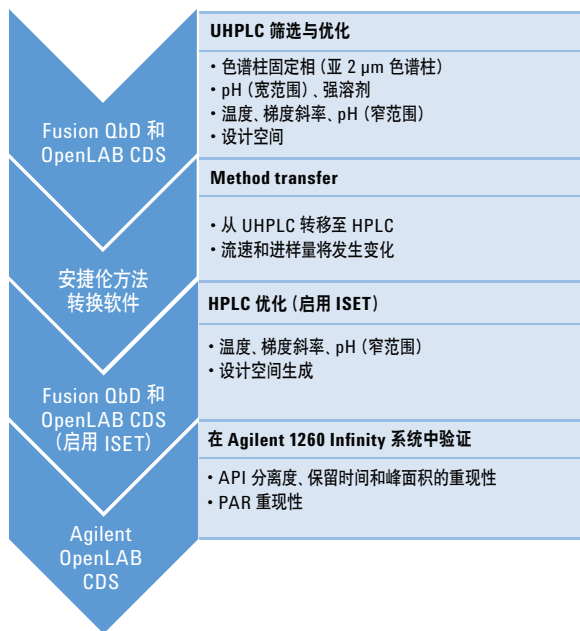 UHPLC 筛选与优化
• 色谱柱固定相（亚 2 µm 色谱柱）
• pH（宽范围）、强溶剂
• 温度、梯度斜率、pH（窄范围）
• 设计空间
Fusion QbD 和
OpenLAB CDS
Method transfer
• 从 UHPLC 转移至 HPLC
• 流速和进样量将发生变化
安捷伦方法
转换软件
HPLC 优化（启用 ISET）
• 温度、梯度斜率、pH（窄范围）
• 设计空间生成
Fusion QbD 和
OpenLAB CDS
（启用 ISET）
在 Agilent 1260 Infinity 系统中验证
• API 分离度、保留时间和峰面积的重现性
• PAR 重现性
Agilent
OpenLAB
CDS